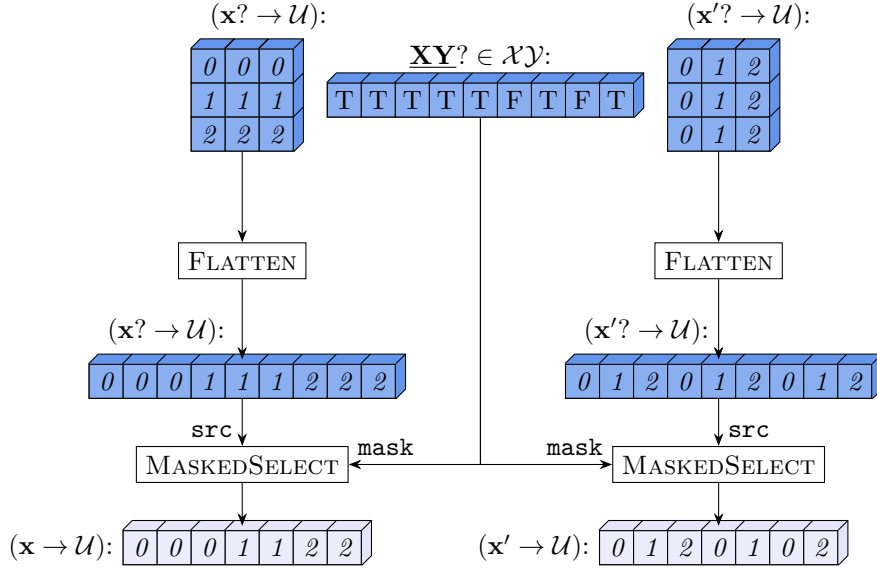 (x? → 𝒰): (x′? → 𝒰):
XY? ∈ 𝒳𝒴:
0 0 0
1 1 1
2 2 2
T T T T T F T F T
0 1 2
0 1 2
0 1 2
FLATTEN FLATTEN
(x? → 𝒰): (x′? → 𝒰):
0 0 0 1 1 1 2 2 2
0 1 2 0 1 2 0 1 2
src src
mask mask
MASKEDSELECT MASKEDSELECT
(x → 𝒰): 0 0 0 1 1 2 2
(x′ → 𝒰): 0 1 2 0 1 0 2